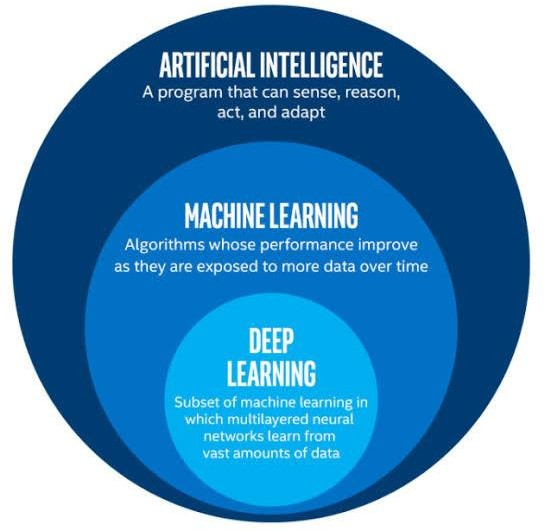 ARTIFICIAL INTELLIGENCE
A program that can sense, reason,
act, and adapt
MACHINE LEARNING
Algorithms whose performance improve
as they are exposed to more data over time
DEEP
LEARNING
Subset of machine learning in
which multilayered neural
networks learn from
vast amounts of data